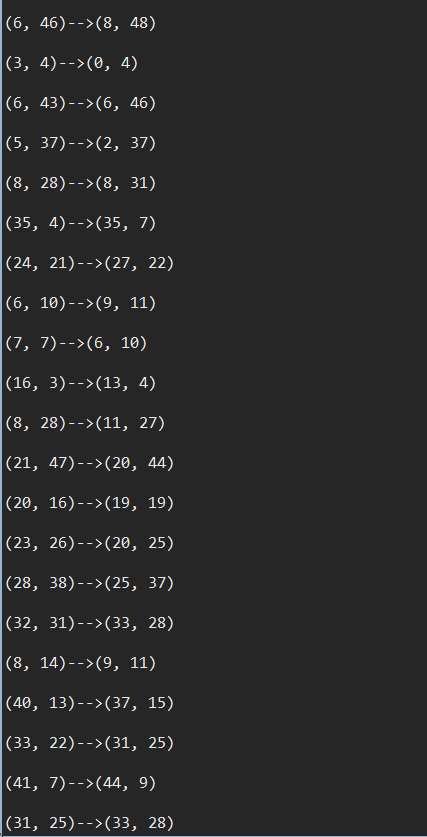 (6, 46)-->(8, 48)
(3, 4)-->(0, 4)
(6, 43)-->(6, 46)
(5, 37)-->(2, 37)
(8, 28)-->(8, 31)
(35, 4)-->(35, 7)
(24, 21)-->(27, 22)
(6, 10)-->(9, 11)
(7, 7)-->(6, 10)
(16, 3)-->(13, 4)
(8, 28)-->(11, 27)
(21, 47)-->(20, 44)
(20, 16)-->(19, 19)
(23, 26)-->(20, 25)
(28, 38)-->(25, 37)
(32, 31)-->(33, 28)
(8, 14)-->(9, 11)
(40, 13)-->(37, 15)
(33, 22)-->(31, 25)
(41, 7)-->(44, 9)
(31, 25)-->(33, 28)